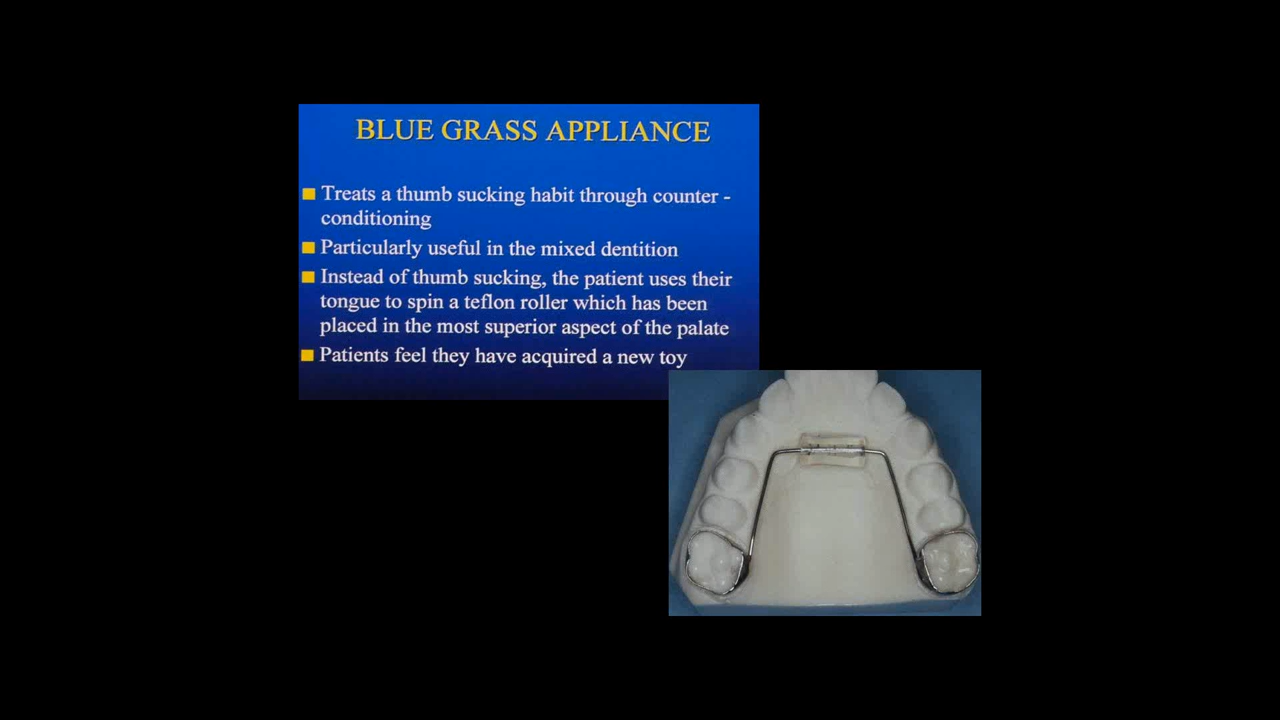 BLUE GRASS APPLIANCE
Treats a thumb sucking habit through counter -
conditioning
Particularly useful in the mixed dentition
Instead of thumb sucking, the patient uses their
tongue to spin a teflon roller which has been
placed in the most superior aspect of the palate
Patients feel they have acquired a new toy